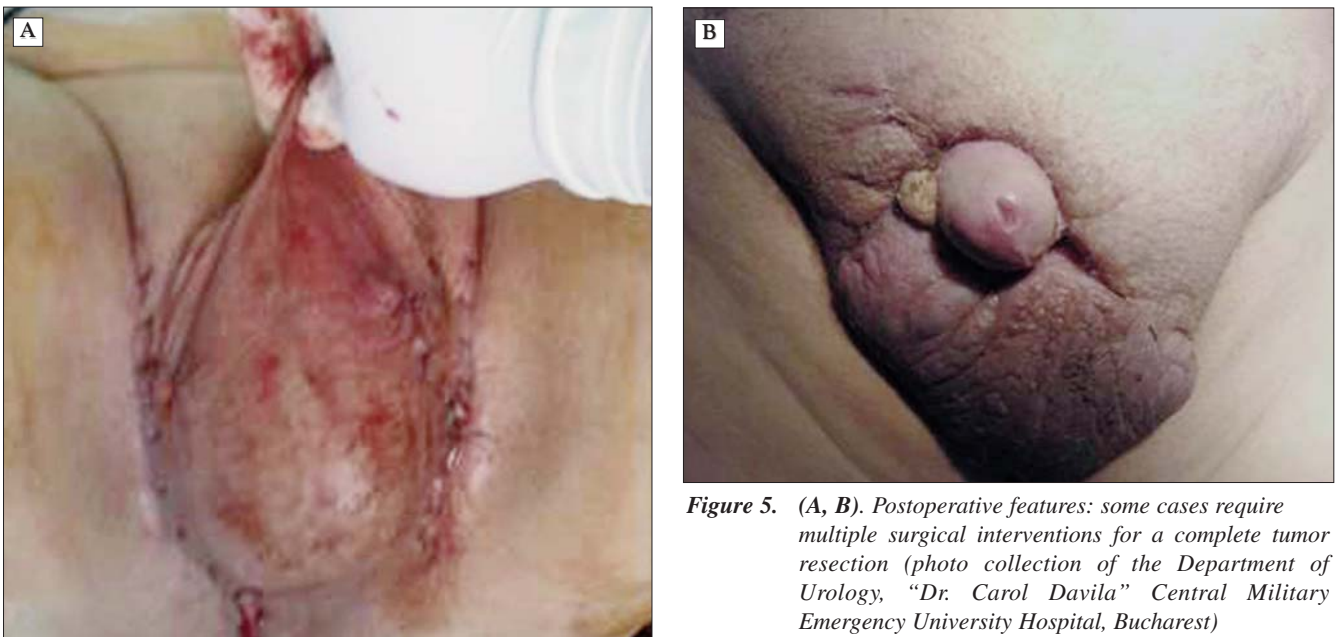 A
B
Figure 5. (A, B). Postoperative features: some cases require
multiple surgical interventions for a complete tumor
resection (photo collection of the Department of
Urology, “Dr. Carol Davila” Central Military
Emergency University Hospital, Bucharest)